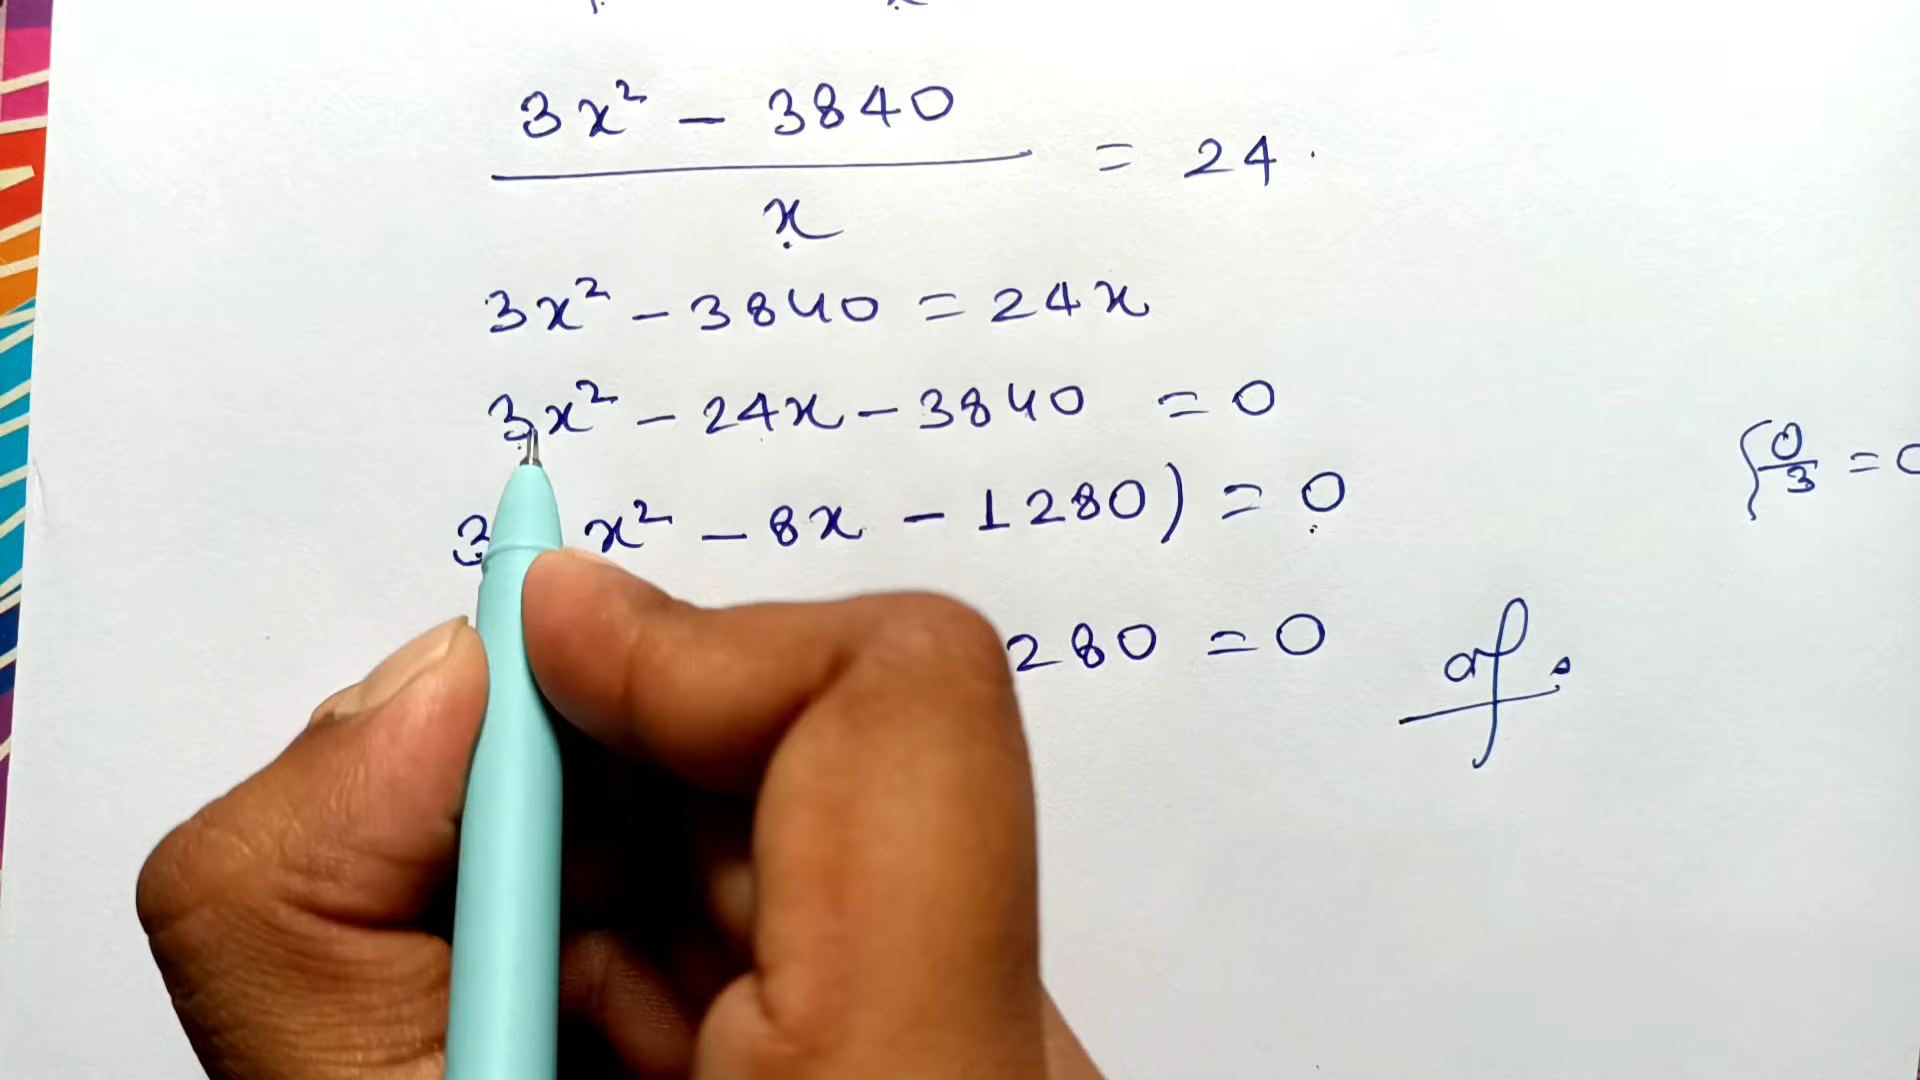 3x² - 3840
x
= 24.
3x² - 3840 = 24x
3x² - 24x - 3840 = 0
3 x² - 8x - 1280) = 0
280 = 0
0/3 = 0